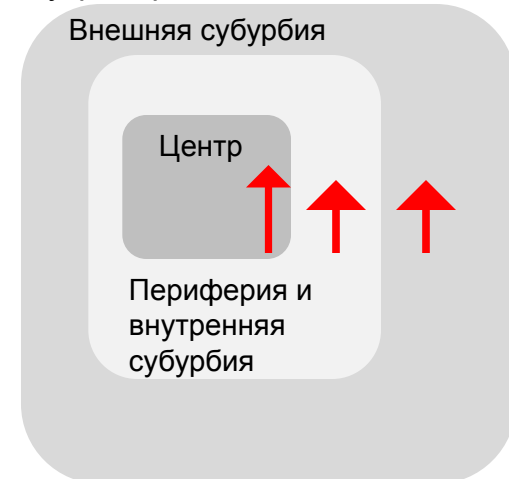 Внешняя субурбия
Центр
Периферия и
внутренняя
субурбия